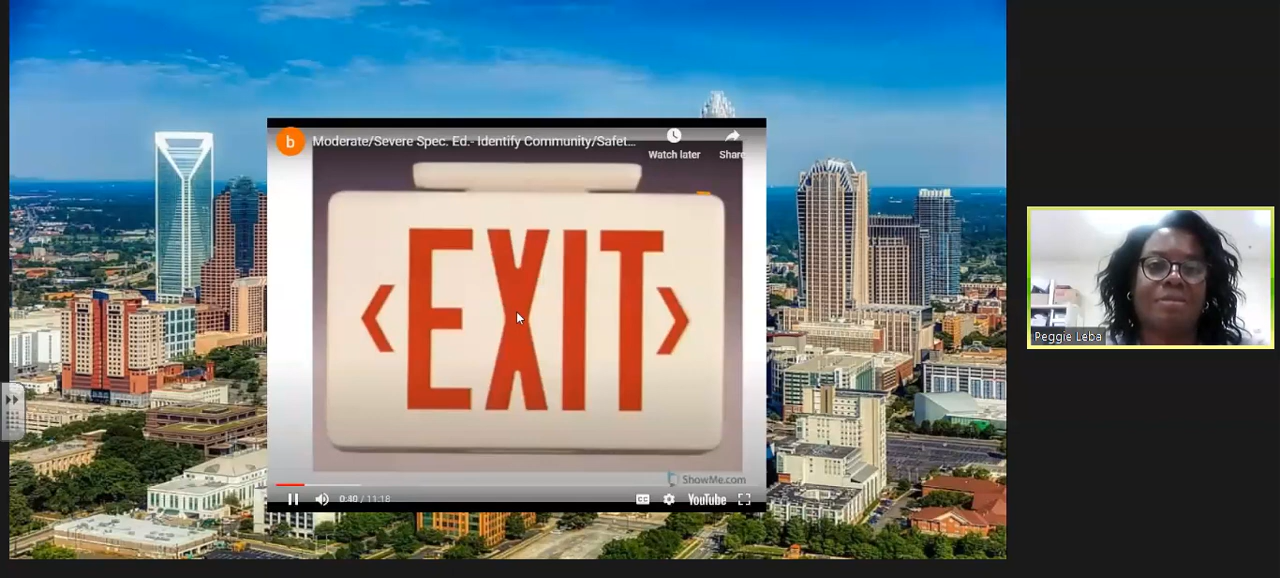 b
Moderate/Severe Spec. Ed.- Identify Community/Safet...
Watch later
Share
< EXIT >
ShowMe.com
0:40 / 11:18
CC
YouTube
Peggie Leba